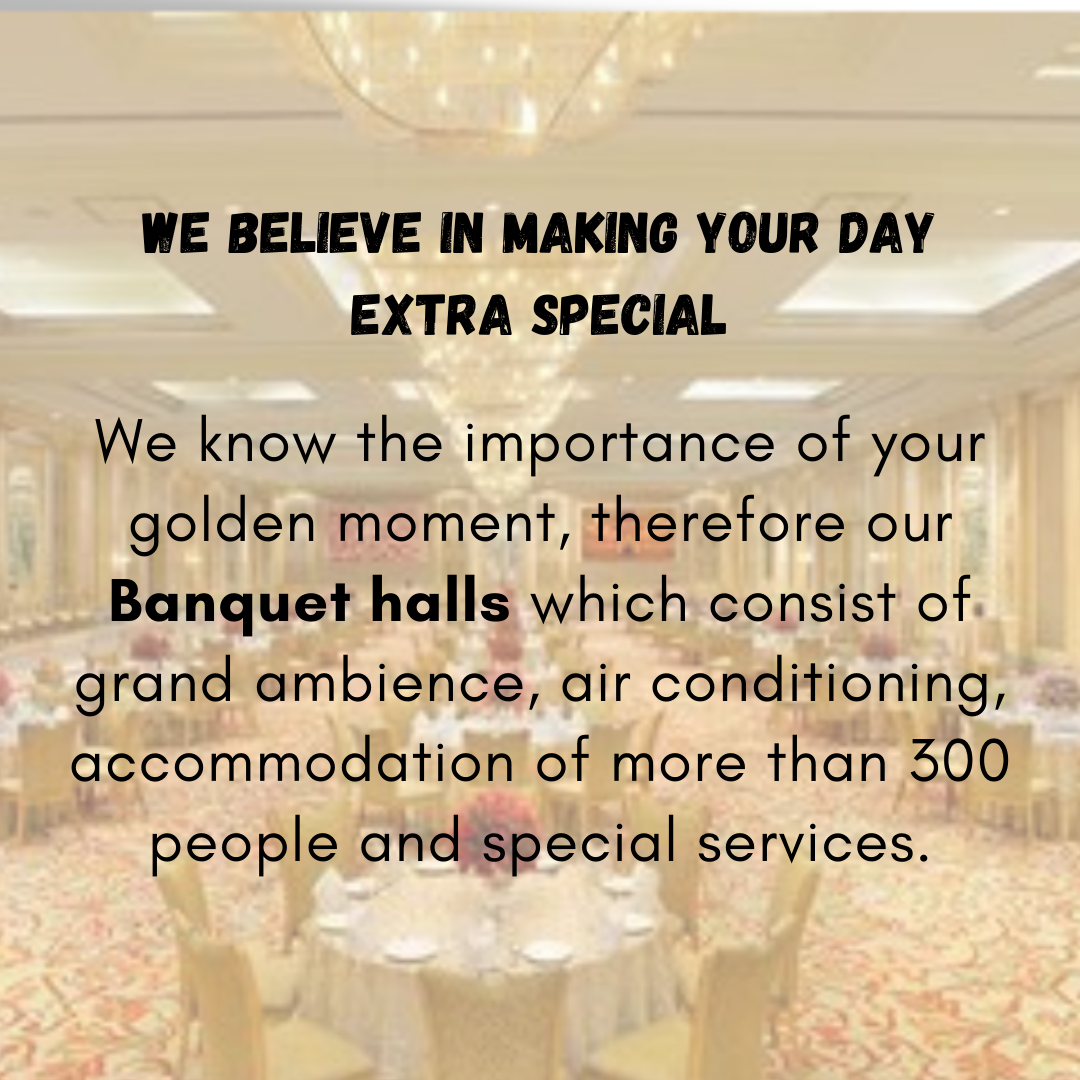 WE BELIEVE IN MAKING YOUR DAY
EXTRA SPECIAL
We know the importance of your
golden moment, therefore our
Banquet halls which consist of
grand ambience, air conditioning,
accommodation of more than 300
people and special services.